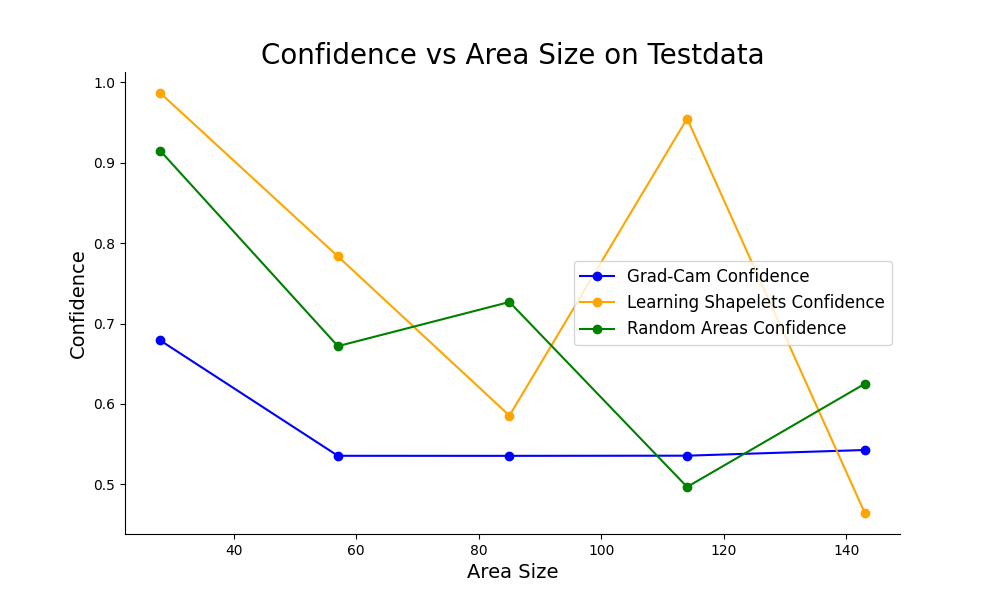 Confidence vs Area Size on Testdata
Confidence
1.0
0.9
0.8
0.7
0.6
0.5
Grad-Cam Confidence
Learning Shapelets Confidence
Random Areas Confidence
40 60 80 100 120 140
Area Size